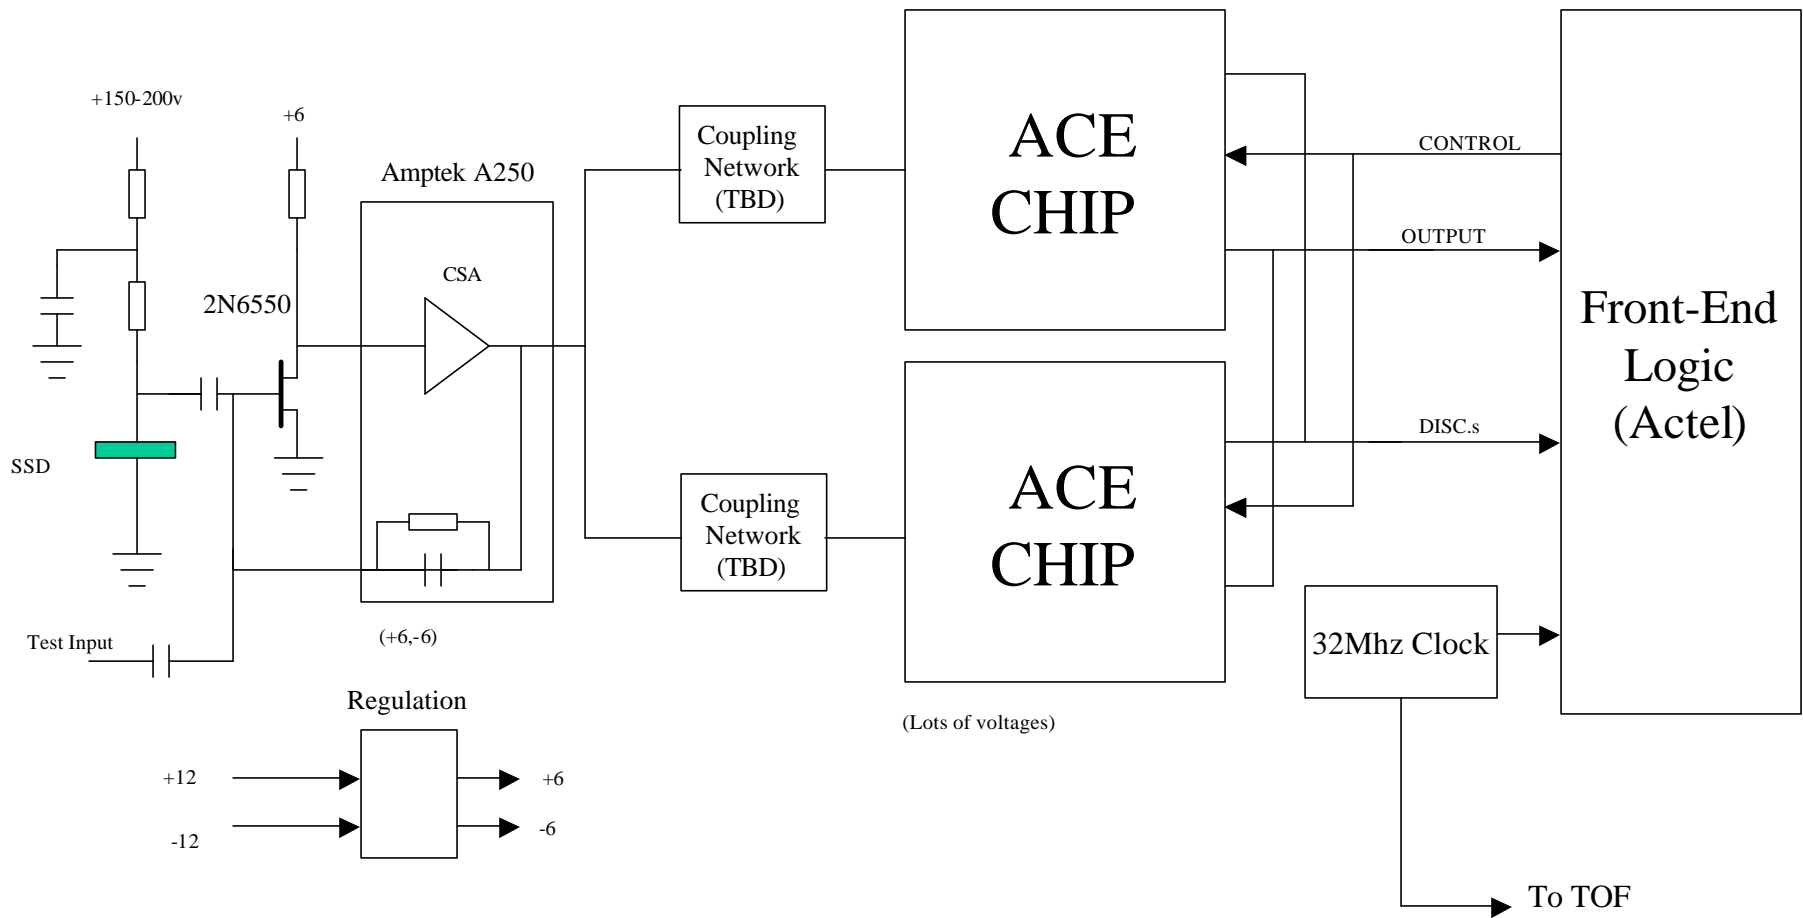 +150-200v
+6
Amptek A250
CSA
2N6550
SSD
Test Input
(+6,-6)
Regulation
+12
-12
+6
-6
Coupling
Network
(TBD)
Coupling
Network
(TBD)
ACE
CHIP
ACE
CHIP
(Lots of voltages)
CONTROL
OUTPUT
DISC.s
32Mhz Clock
Front-End
Logic
(Actel)
To TOF